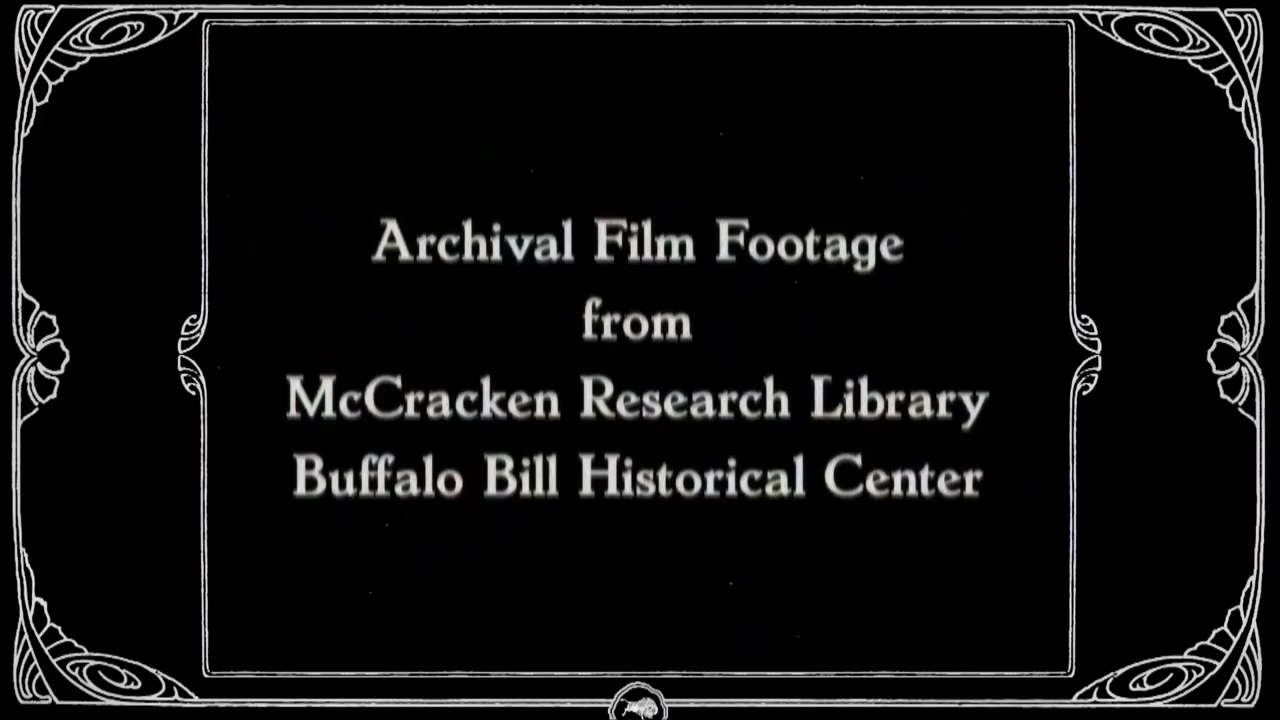 Archival Film Footage
from
McCracken Research Library
Buffalo Bill Historical Center